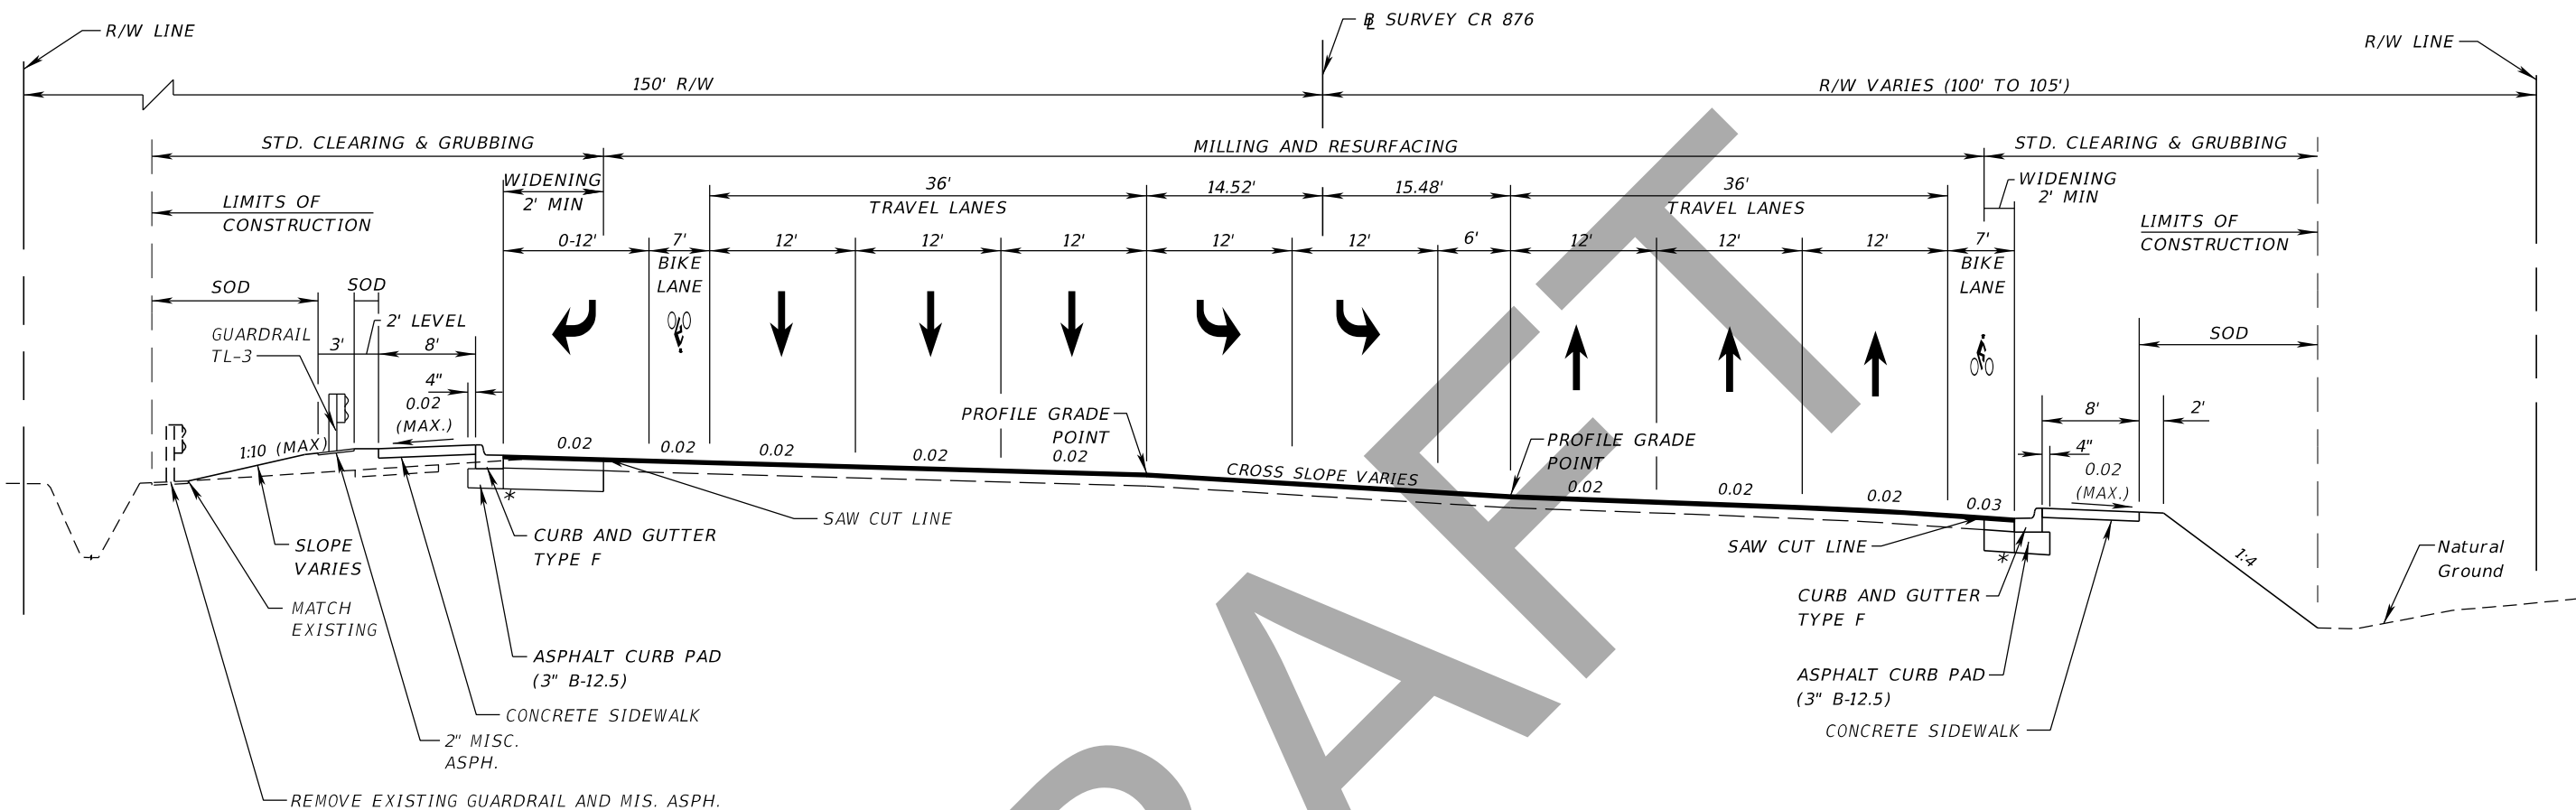 R/W LINE
BL SURVEY CR 876
R/W LINE
150' R/W
R/W VARIES (100' TO 105')
STD. CLEARING & GRUBBING
MILLING AND RESURFACING
STD. CLEARING & GRUBBING
WIDENING
2' MIN
36'
TRAVEL LANES
14.52'
15.48'
36'
TRAVEL LANES
WIDENING
2' MIN
LIMITS OF
CONSTRUCTION
LIMITS OF
CONSTRUCTION
0-12'
7'
12'
12'
12'
12'
12'
6'
12'
12'
12'
7'
BIKE
LANE
BIKE
LANE
SOD
SOD
2' LEVEL
GUARDRAIL
TL-3
3'
8'
SOD
4"
0.02
(MAX.)
8'
2'
4"
0.02
(MAX.)
1:10 (MAX)
0.02
0.02
0.02
0.02
PROFILE GRADE
POINT
0.02
CROSS SLOPE VARIES
PROFILE GRADE
POINT
0.02
0.02
0.02
0.03
*
SAW CUT LINE
SAW CUT LINE
*
1:4
Natural
Ground
SLOPE
VARIES
CURB AND GUTTER
TYPE F
CURB AND GUTTER
TYPE F
MATCH
EXISTING
ASPHALT CURB PAD
(3" B-12.5)
ASPHALT CURB PAD
(3" B-12.5)
CONCRETE SIDEWALK
CONCRETE SIDEWALK
2" MISC.
ASPH.
REMOVE EXISTING GUARDRAIL AND MIS. ASPH.
RAFT